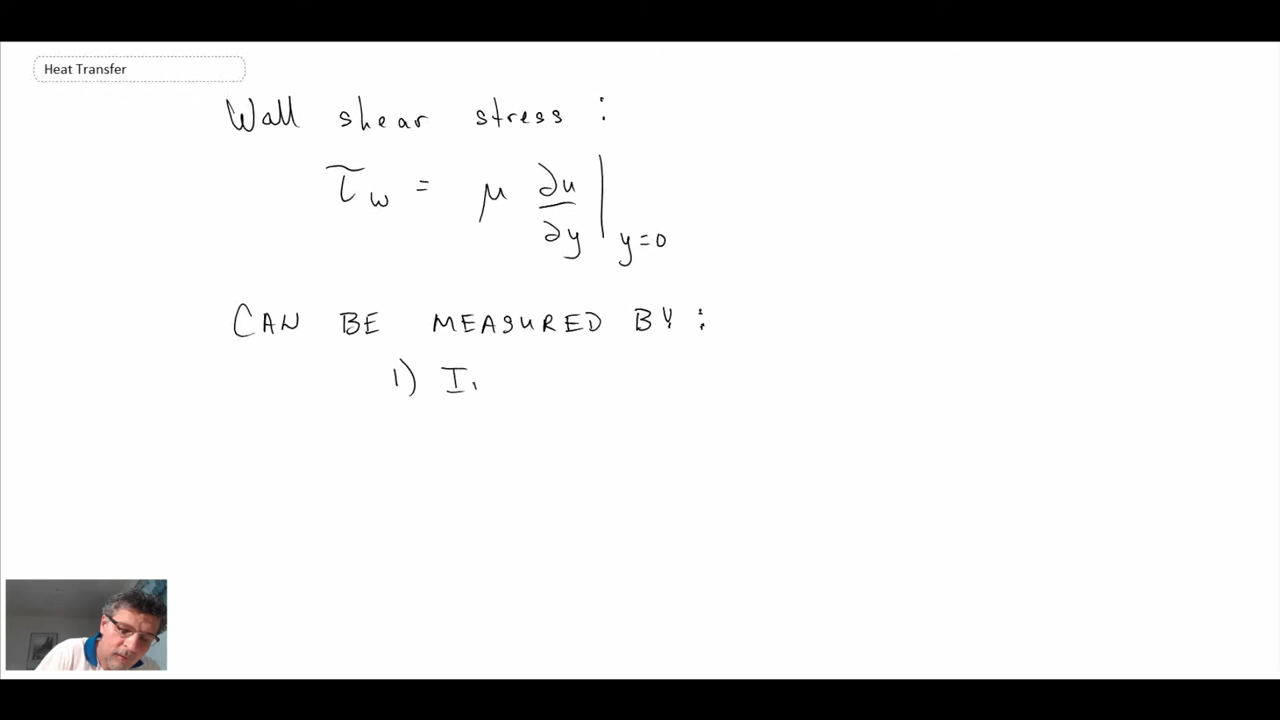 Heat Transfer
Wall shear stress :
τw = μ ∂u/∂y |y=0
CAN BE MEASURED BY :
1) I